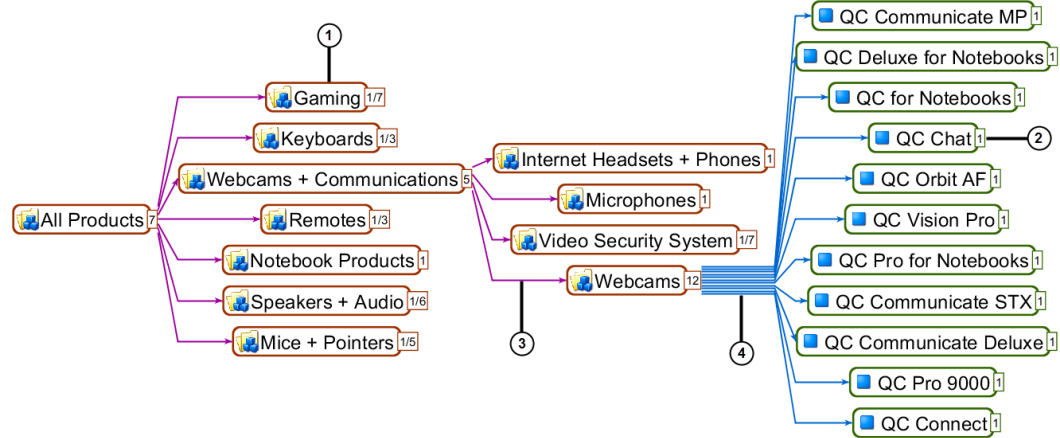 1
Gaming 1/7
Keyboards 1/3
Webcams + Communications 5
All Products 7
Remotes 1/3
Notebook Products 1
Speakers + Audio 1/6
Mice + Pointers 1/5
Internet Headsets + Phones 1
Microphones 1
Video Security System 1/7
Webcams 12
3
4
QC Communicate MP 1
QC Deluxe for Notebooks 1
QC for Notebooks 1
QC Chat 1
2
QC Orbit AF 1
QC Vision Pro 1
QC Pro for Notebooks 1
QC Communicate STX 1
QC Communicate Deluxe 1
QC Pro 9000 1
QC Connect 1